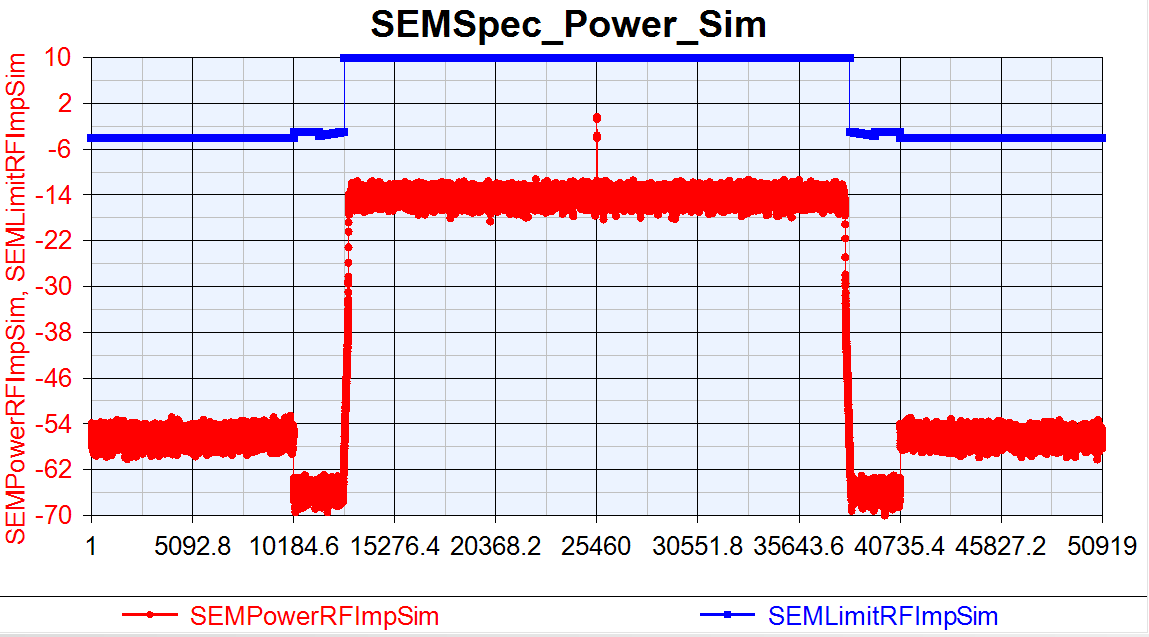 SEMSpec_Power_Sim
SEMPowerRFImpSim, SEMLimitRFImpSim
10
2
-6
-14
-22
-30
-38
-46
-54
-62
-70
1 5092.8 10184.6 15276.4 20368.2 25460 30551.8 35643.6 40735.4 45827.2 50919
SEMPowerRFImpSim SEMLimitRFImpSim